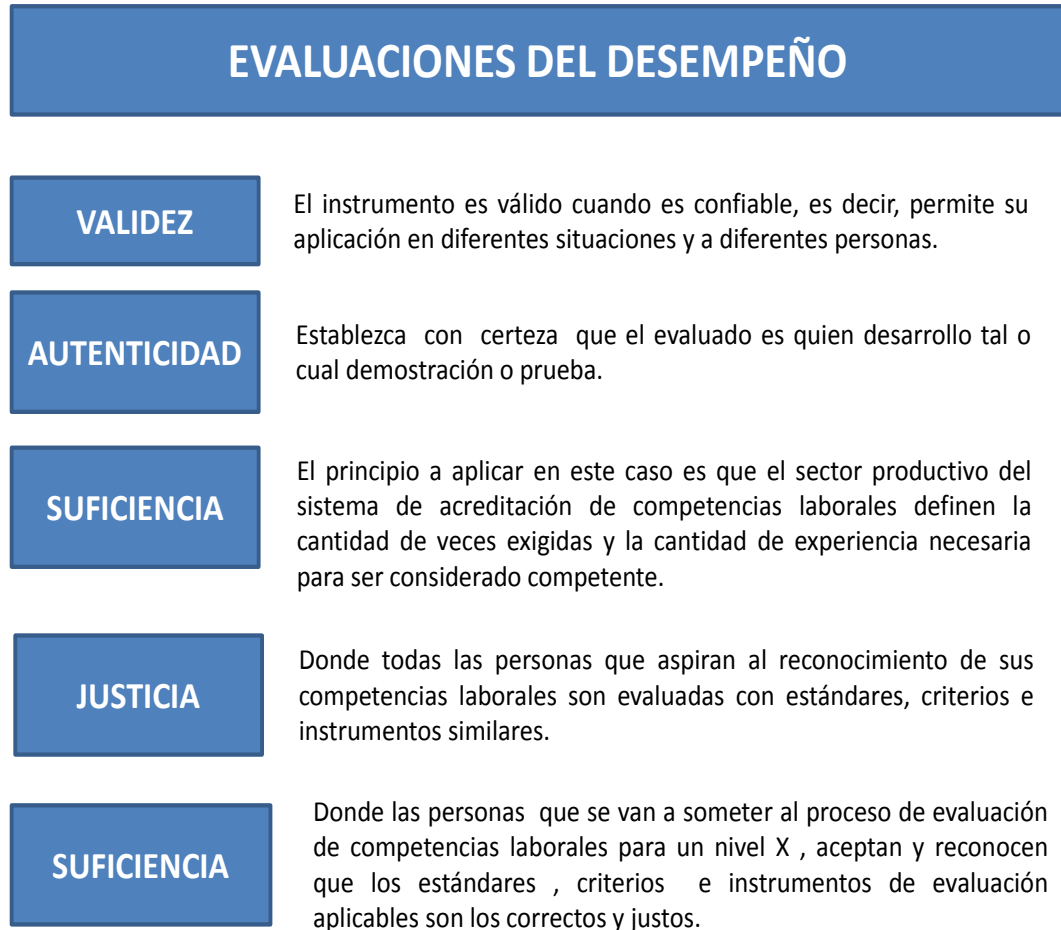 EVALUACIONES DEL DESEMPEÑO
VALIDEZ
El instrumento es válido cuando es confiable, es decir, permite su
aplicación en diferentes situaciones y a diferentes personas.
AUTENTICIDAD
Establezca con certeza que el evaluado es quien desarrollo tal o
cual demostración o prueba.
SUFICIENCIA
El principio a aplicar en este caso es que el sector productivo del
sistema de acreditación de competencias laborales definen la
cantidad de veces exigidas y la cantidad de experiencia necesaria
para ser considerado competente.
JUSTICIA
Donde todas las personas que aspiran al reconocimiento de sus
competencias laborales son evaluadas con estándares, criterios e
instrumentos similares.
SUFICIENCIA
Donde las personas que se van a someter al proceso de evaluación
de competencias laborales para un nivel X , aceptan y reconocen
que los estándares , criterios e instrumentos de evaluación
aplicables son los correctos y justos.